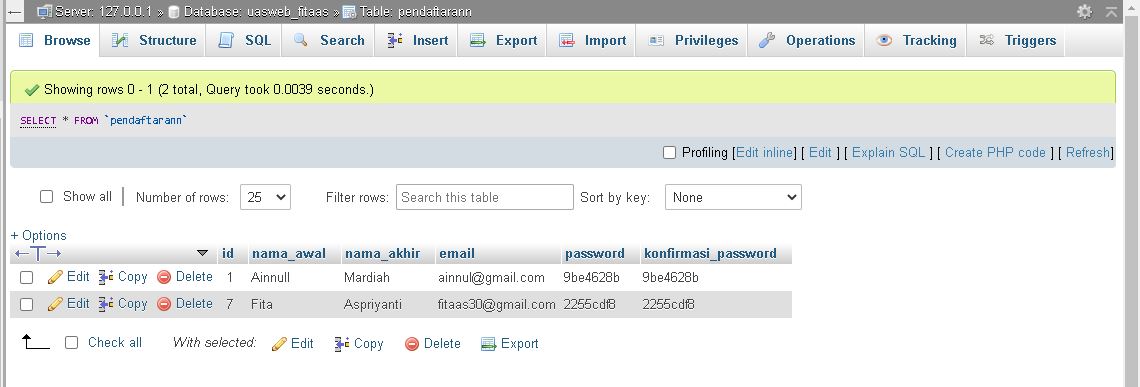 Server: 127.0.0.1 » Database: uasweb_fitaas » Table: pendaftarann
Browse Structure SQL Search Insert Export Import Privileges Operations Tracking Triggers
Showing rows 0 - 1 (2 total, Query took 0.0039 seconds.)
SELECT * FROM `pendaftarann`
Profiling [Edit inline] [ Edit ] [ Explain SQL ] [ Create PHP code ] [ Refresh]
Show all | Number of rows: 25 Filter rows: Search this table Sort by key: None
+ Options
id nama_awal nama_akhir email password konfirmasi_password
Edit Copy Delete 1 Ainnull Mardiah ainnul@gmail.com 9be4628b 9be4628b
Edit Copy Delete 7 Fita Aspriyanti fitaas30@gmail.com 2255cdf8 2255cdf8
Check all With selected: Edit Copy Delete Export